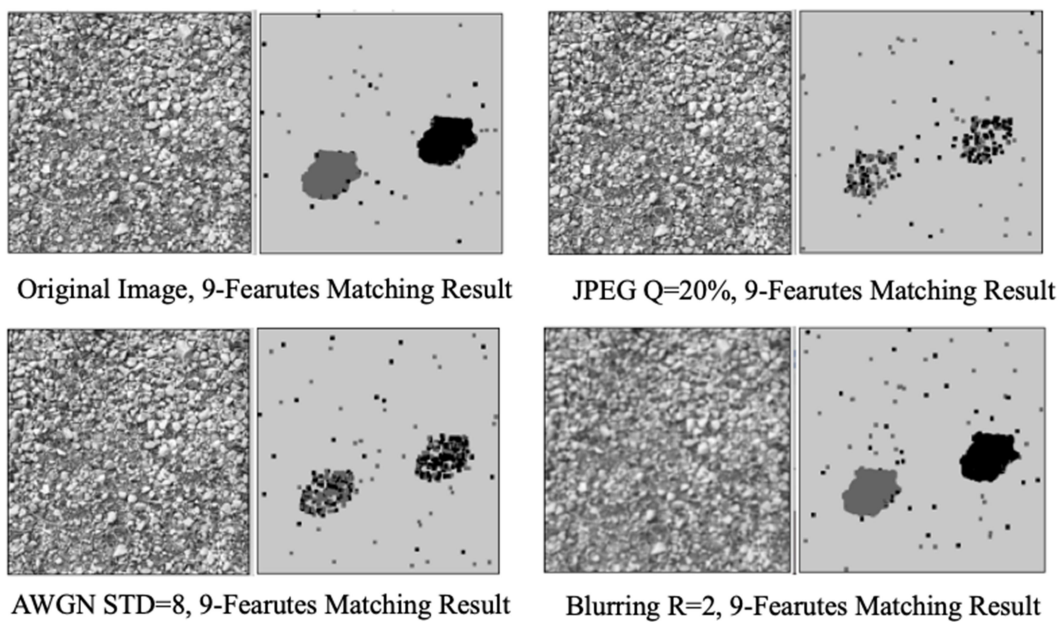 Original Image, 9-Fearutes Matching Result
JPEG Q=20%, 9-Fearutes Matching Result
AWGN STD=8, 9-Fearutes Matching Result
Blurring R=2, 9-Fearutes Matching Result